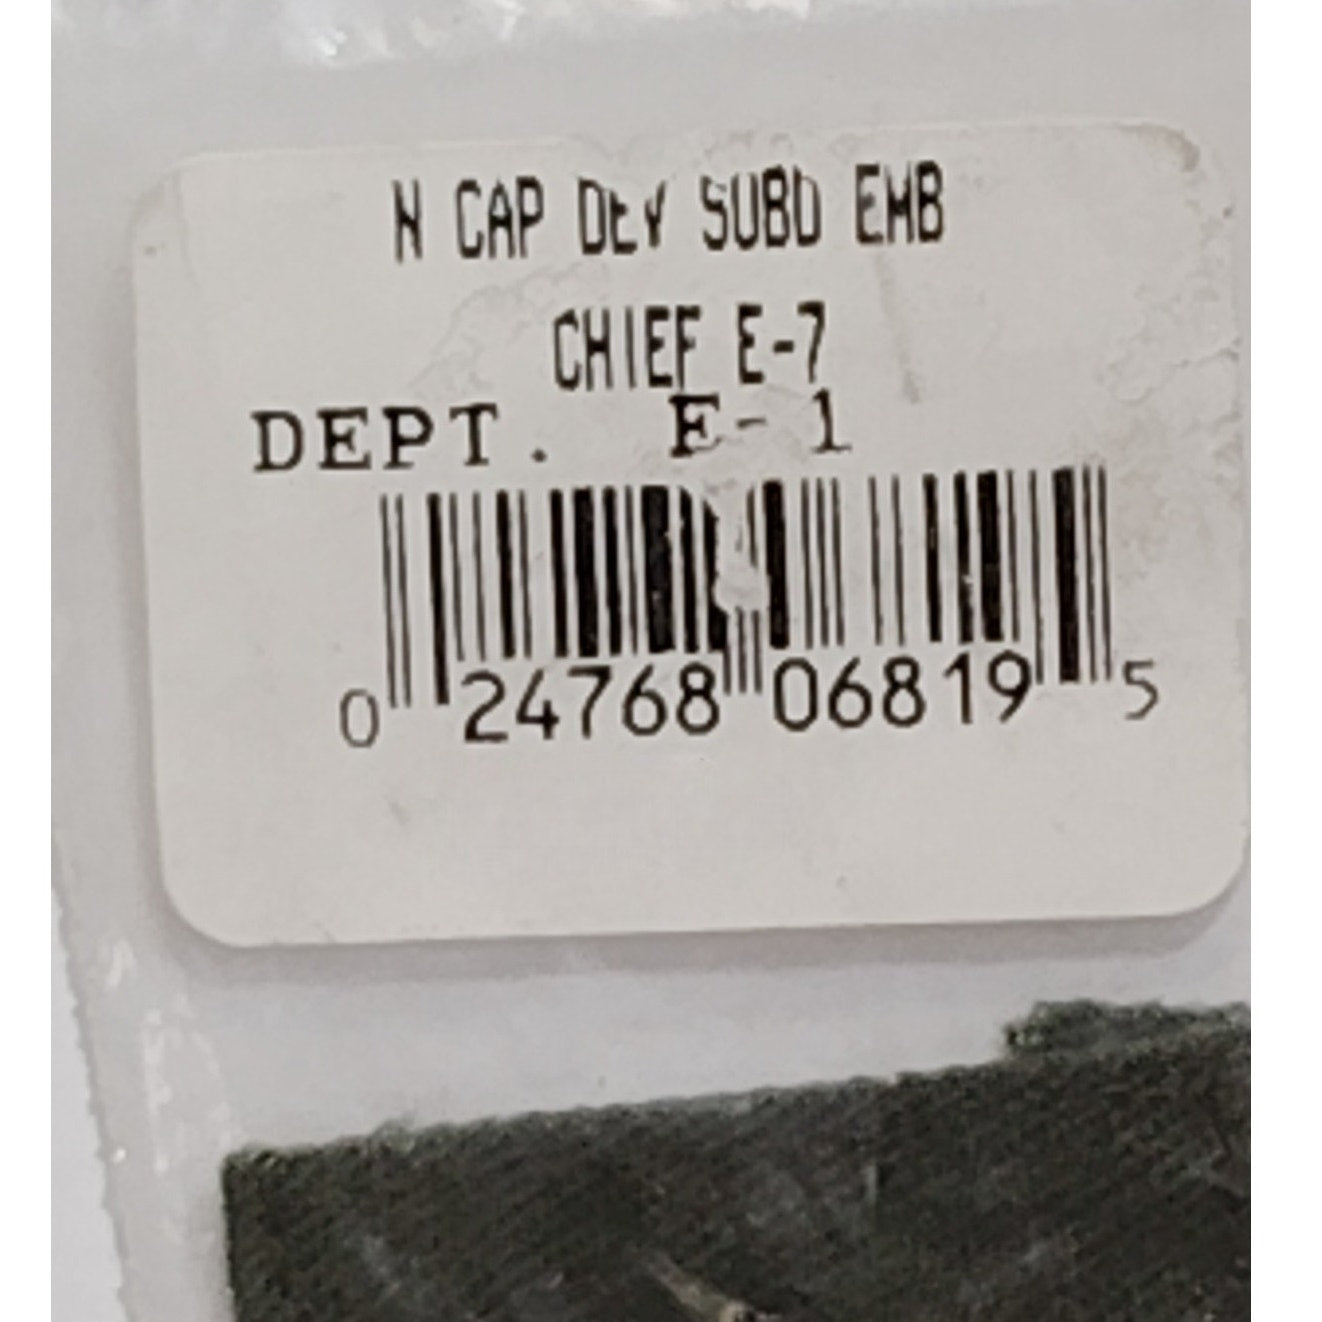 N CAP DEV SUBD EMB
CHIEF E-7
DEPT. E-1
0 24768 06819 5